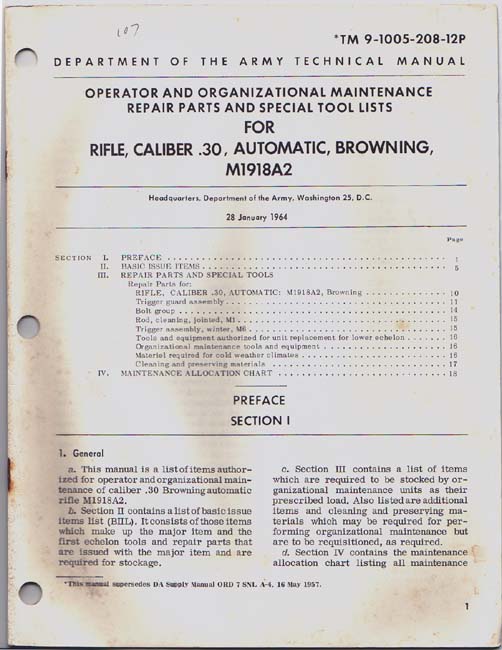 107
*TM 9-1005-208-12P
DEPARTMENT OF THE ARMY TECHNICAL MANUAL
OPERATOR AND ORGANIZATIONAL MAINTENANCE
REPAIR PARTS AND SPECIAL TOOL LISTS
FOR
RIFLE, CALIBER .30, AUTOMATIC, BROWNING,
M1918A2
Headquarters, Department of the Army, Washington 25, D.C.
28 January 1964
Page
SECTION I. PREFACE . . . . . . . . . . 1
II. BASIC ISSUE ITEMS . . . . . . . . . . 5
III. REPAIR PARTS AND SPECIAL TOOLS
Repair Parts for:
RIFLE, CALIBER .30, AUTOMATIC: M1918A2, Browning . . . . . . . . . . 10
Trigger guard assembly . . . . . . . . . . 11
Bolt group . . . . . . . . . . 14
Rod, cleaning, jointed, M1 . . . . . . . . . . 15
Trigger assembly, winter, M6 . . . . . . . . . . 15
Tools and equipment authorized for unit replacement for lower echelon . . . . . . 16
Organizational maintenance tools and equipment . . . . . . . . . . 16
Materiel required for cold weather climates . . . . . . . . . . 16
Cleaning and preserving materials . . . . . . . . . . 17
IV. MAINTENANCE ALLOCATION CHART . . . . . . . . . . 18
PREFACE
SECTION I
1. General
a. This manual is a list of items author-
ized for operator and organizational main-
tenance of caliber .30 Browning automatic
rifle M1918A2.
b. Section II contains a list of basic issue
items list (BIIL). It consists of those items
which make up the major item and the
first echelon tools and repair parts that
are issued with the major item and are
required for stockage.
c. Section III contains a list of items
which are required to be stocked by or-
ganizational maintenance units as their
prescribed load. Also listed are additional
items and cleaning and preserving ma-
terials which may be required for per-
forming organizational maintenance but
are to be requisitioned, as required.
d. Section IV contains the maintenance
allocation chart listing all maintenance
*This manual supersedes DA Supply Manual ORD 7 SNL A-4, 16 May 1957.
1